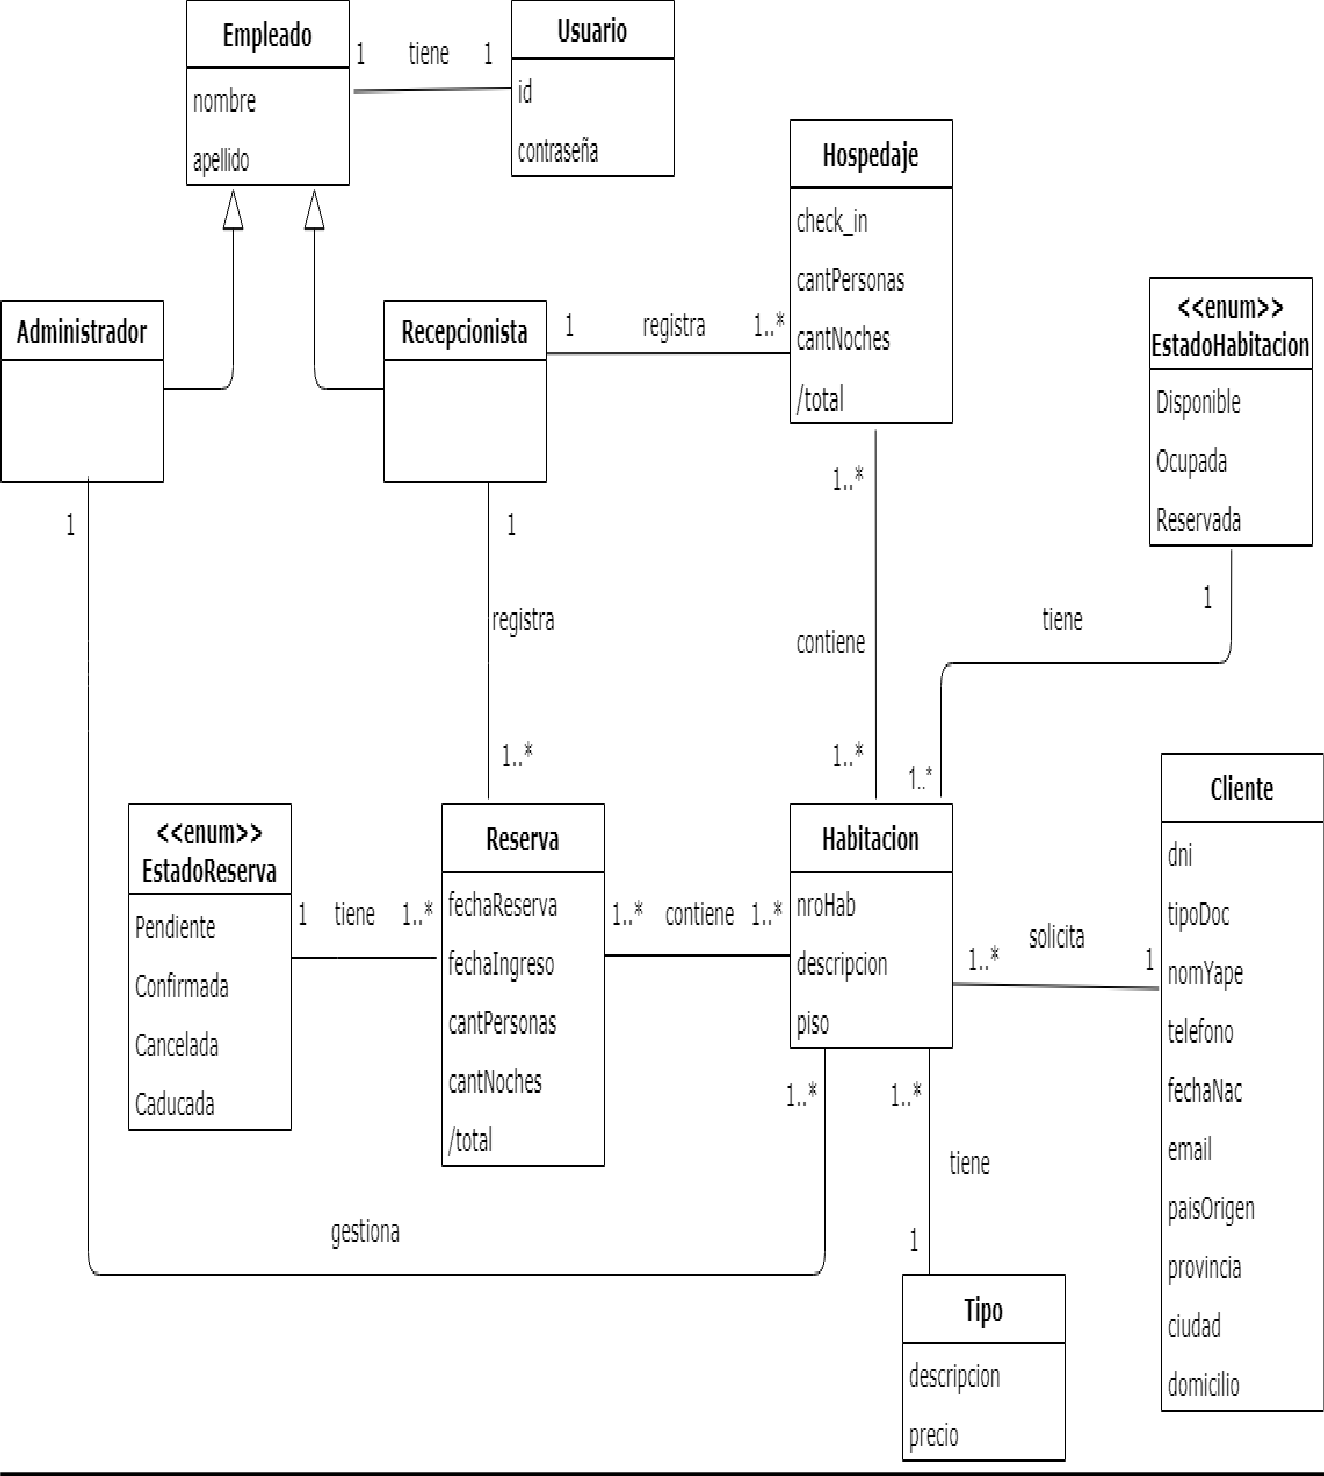 Empleado
nombre
apellido
1 tiene 1
Usuario
id
contraseña
Hospedaje
check_in
cantPersonas
cantNoches
/total
<<enum>>
EstadoHabitacion
Disponible
Ocupada
Reservada
Administrador
Recepcionista
1 registra 1..*
1
1
registra
1..*
1..*
contiene
1..*
1
tiene
1..*
<<enum>>
EstadoReserva
Pendiente
Confirmada
Cancelada
Caducada
1 tiene 1..*
Reserva
fechaReserva
fechaIngreso
cantPersonas
cantNoches
/total
1..* contiene 1..*
Habitacion
nroHab
descripcion
piso
solicita
1..* 1
Cliente
dni
tipoDoc
nomYape
telefono
fechaNac
email
paisOrigen
provincia
ciudad
domicilio
1..*
1..*
tiene
1
gestiona
Tipo
descripcion
precio